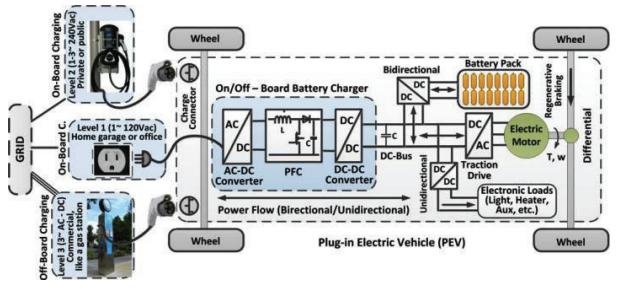 GRID
On-Board Charging
Level 2 (1-3~ 240Vac)
Private or public
On-Board C.
Level 1 (1~ 120Vac)
Home garage or office
Off-Board Charging
Level 3 (3~ AC - DC)
Commercial,
like a gas station
Wheel
Wheel
Charge
Connector
On/Off – Board Battery Charger
AC
DC
AC-DC
Converter
L
C
PFC
DC
DC
DC-DC
Converter
C
DC-Bus
Bidirectional
DC
DC
Battery Pack
Unidirectional
DC
DC
DC
AC
Traction
Drive
Electric
Motor
T, w
Regenerative
Braking
Differential
Electronic Loads
(Light, Heater,
Aux, etc.)
Power Flow (Birectional/Unidirectional)
Wheel
Wheel
Plug-in Electric Vehicle (PEV)